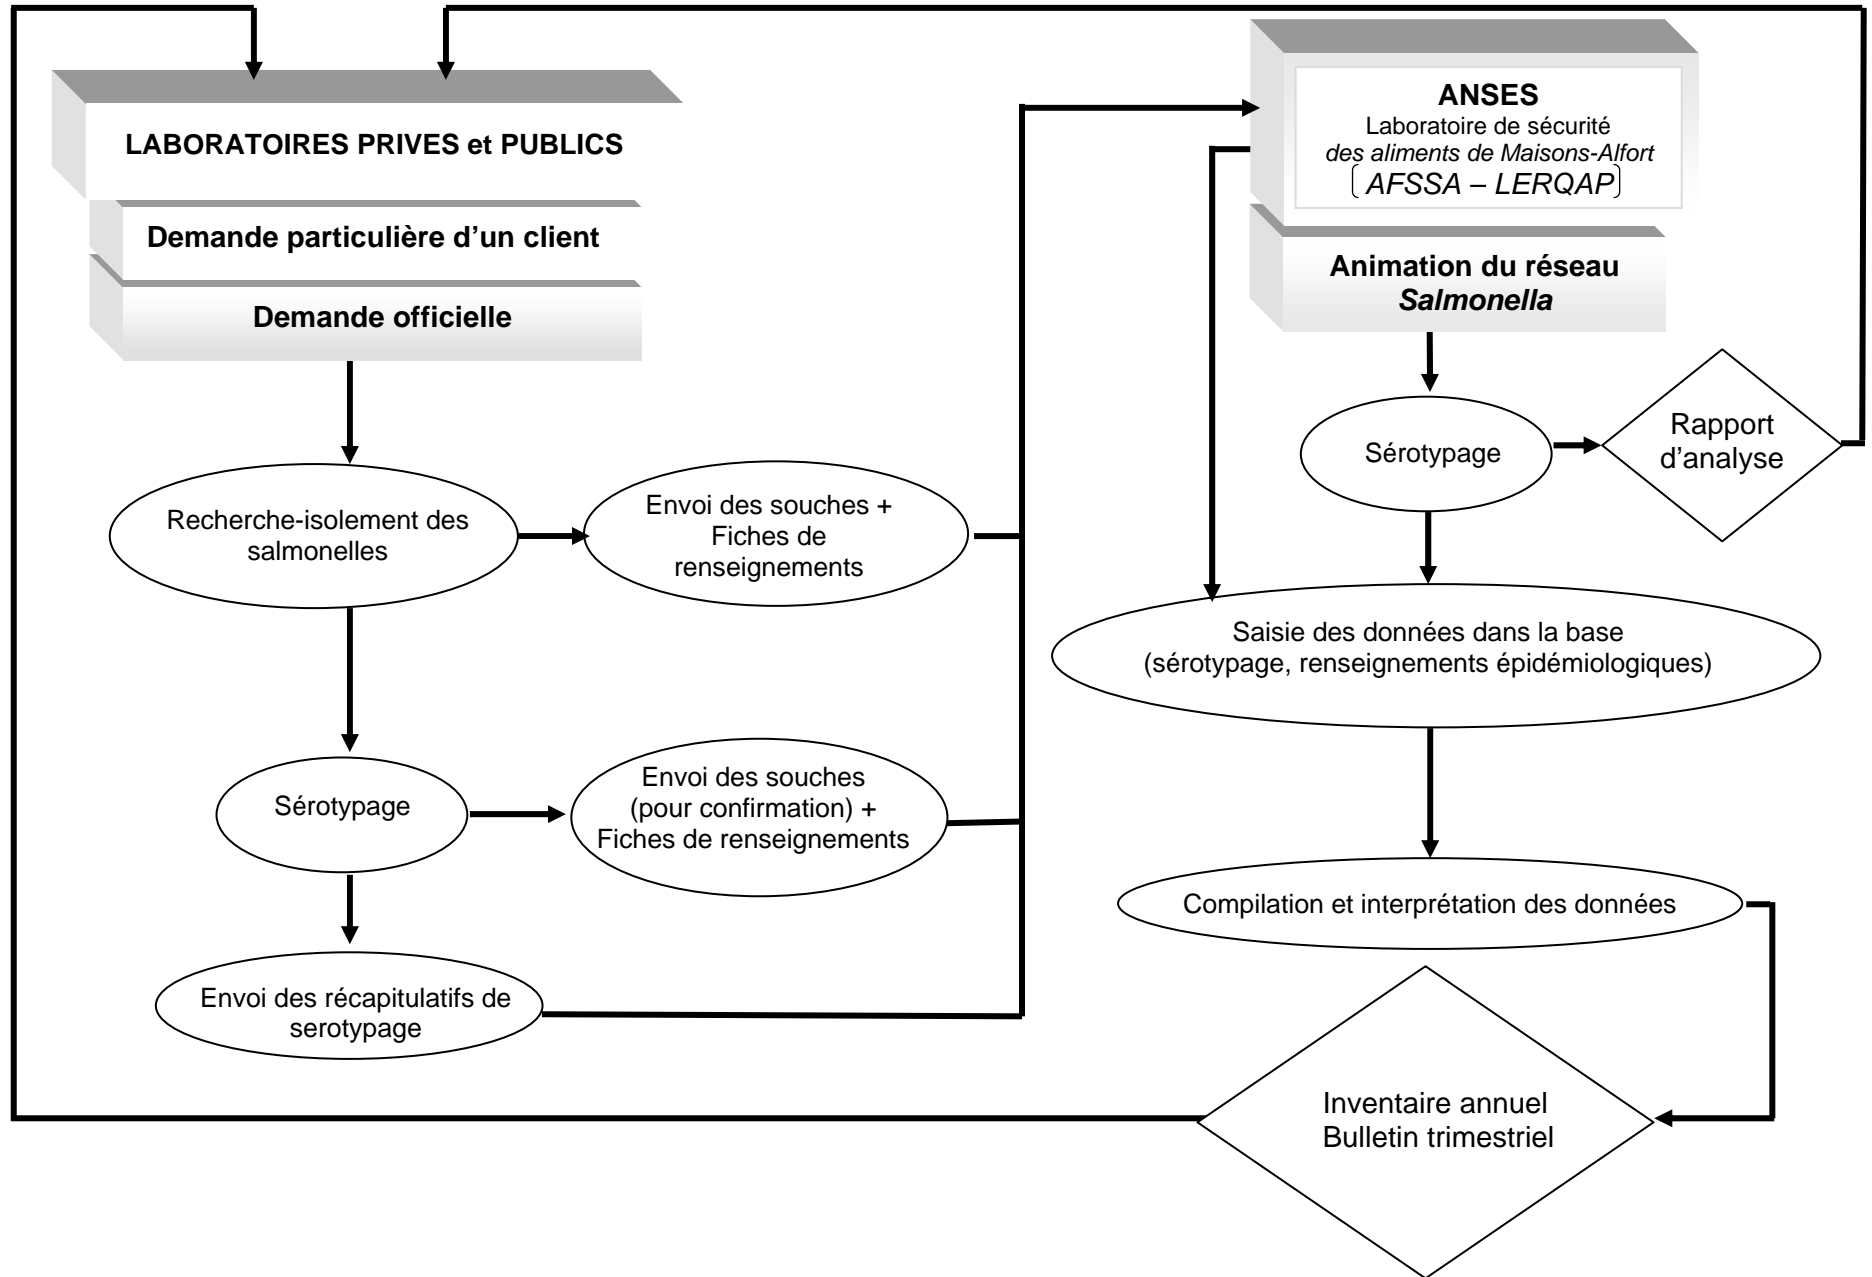 LABORATOIRES PRIVES et PUBLICS
Demande particulière d'un client
Demande officielle
Recherche-isolement des
salmonelles
Envoi des souches +
Fiches de
renseignements
Sérotypage
Envoi des souches
(pour confirmation) +
Fiches de renseignements
Envoi des récapitulatifs de
serotypage
ANSES
Laboratoire de sécurité
des aliments de Maisons-Alfort
[ AFSSA – LERQAP]
Animation du réseau
Salmonella
Sérotypage
Rapport
d'analyse
Saisie des données dans la base
(sérotypage, renseignements épidémiologiques)
Compilation et interprétation des données
Inventaire annuel
Bulletin trimestriel